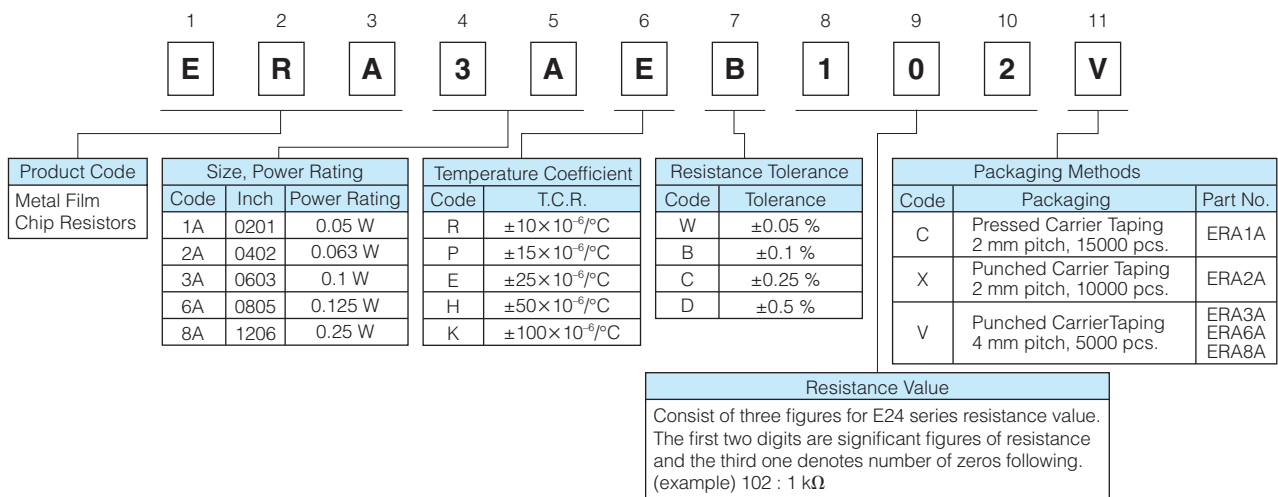 1 2 3 4 5 6 7 8 9 10 11
E R A 3 A E B 1 0 2 V
Product Code
Metal Film
Chip Resistors
Size, Power Rating
Code Inch Power Rating
1A 0201 0.05 W
2A 0402 0.063 W
3A 0603 0.1 W
6A 0805 0.125 W
8A 1206 0.25 W
Temperature Coefficient
Code T.C.R.
R ±10×10⁻⁶/°C
P ±15×10⁻⁶/°C
E ±25×10⁻⁶/°C
H ±50×10⁻⁶/°C
K ±100×10⁻⁶/°C
Resistance Tolerance
Code Tolerance
W ±0.05 %
B ±0.1 %
C ±0.25 %
D ±0.5 %
Packaging Methods
Code Packaging Part No.
C Pressed Carrier Taping
2 mm pitch, 15000 pcs. ERA1A
X Punched Carrier Taping
2 mm pitch, 10000 pcs. ERA2A
V Punched CarrierTaping
4 mm pitch, 5000 pcs. ERA3A
ERA6A
ERA8A
Resistance Value
Consist of three figures for E24 series resistance value.
The first two digits are significant figures of resistance
and the third one denotes number of zeros following.
(example) 102 : 1 kΩ